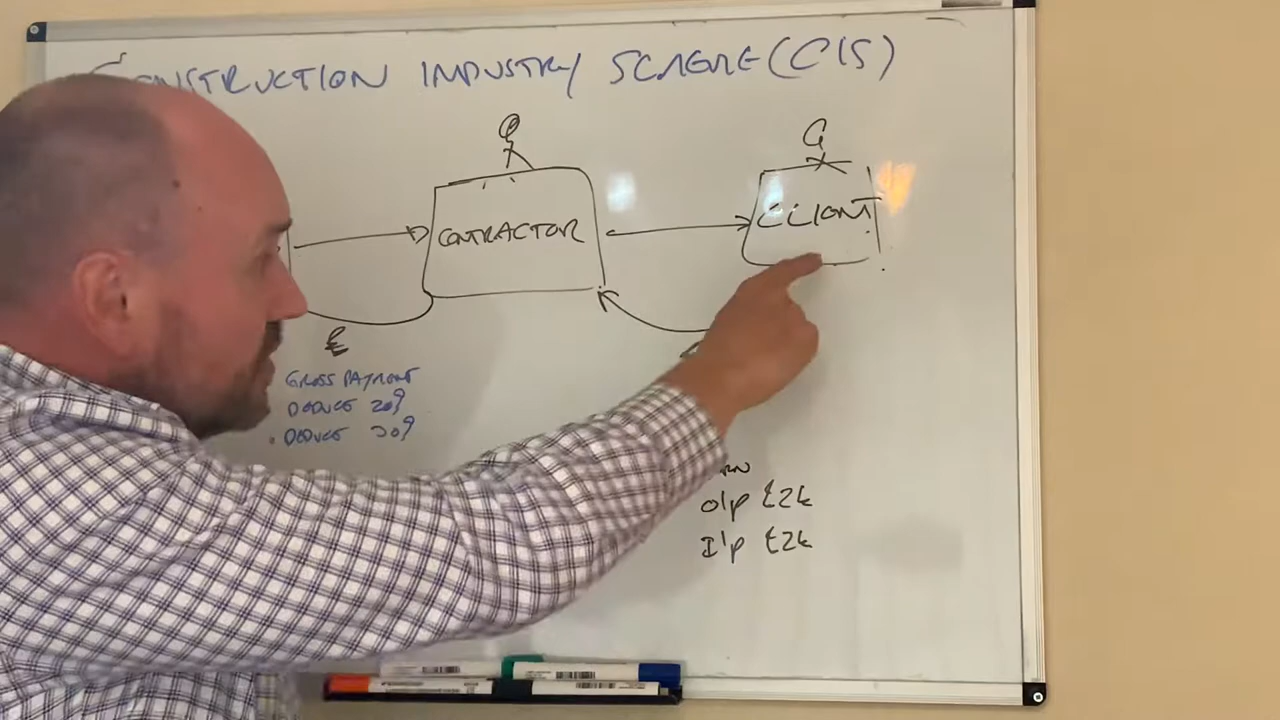 CONSTRUCTION INDUSTRY SCHEME (CIS)
CONTRACTOR
CLIENT
£
GROSS PAYMENT
DEDUCT 20%
DEDUCT 30%
O/P £2k
I/P £2k